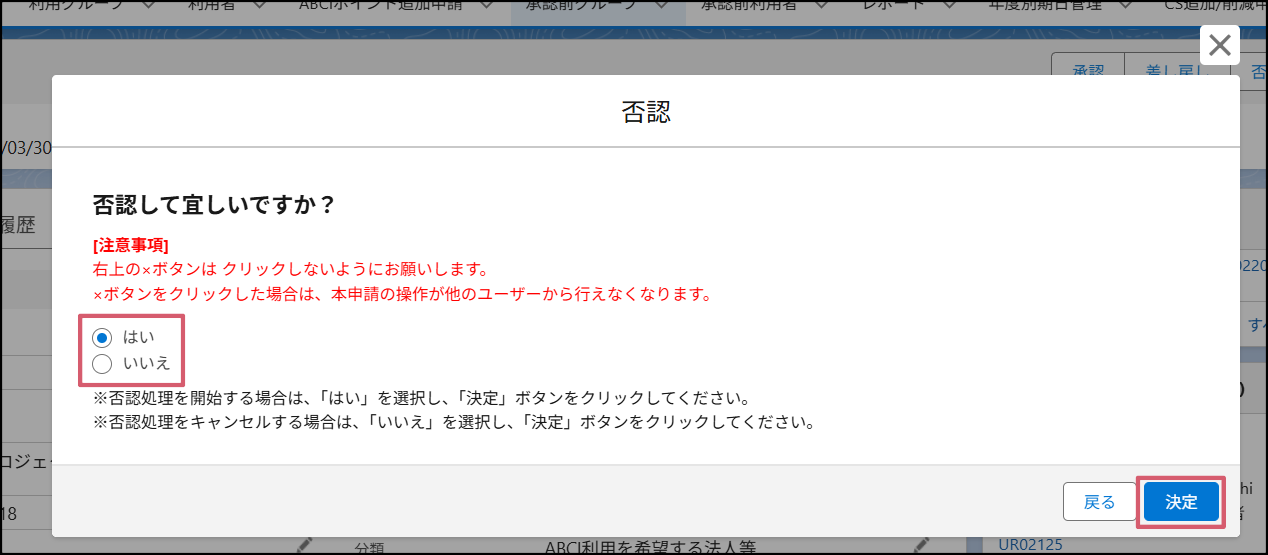 利用グループ 利用者 ABCIポイント追加申請 承認前グループ 承認前利用者 レポート 年度別期日管理 CS追加/削減申
承認 差し戻し 否
否認
/03/30
否認して宜しいですか？
履歴
[注意事項]
右上の×ボタンは クリックしないようにお願いします。
×ボタンをクリックした場合は、本申請の操作が他のユーザーから行えなくなります。
はい
いいえ
※否認処理を開始する場合は、「はい」を選択し、「決定」ボタンをクリックしてください。
※否認処理をキャンセルする場合は、「いいえ」を選択し、「決定」ボタンをクリックしてください。
ロジェ
戻る 決定
18
分類 ABCI利用を希望する法人等 UR02125